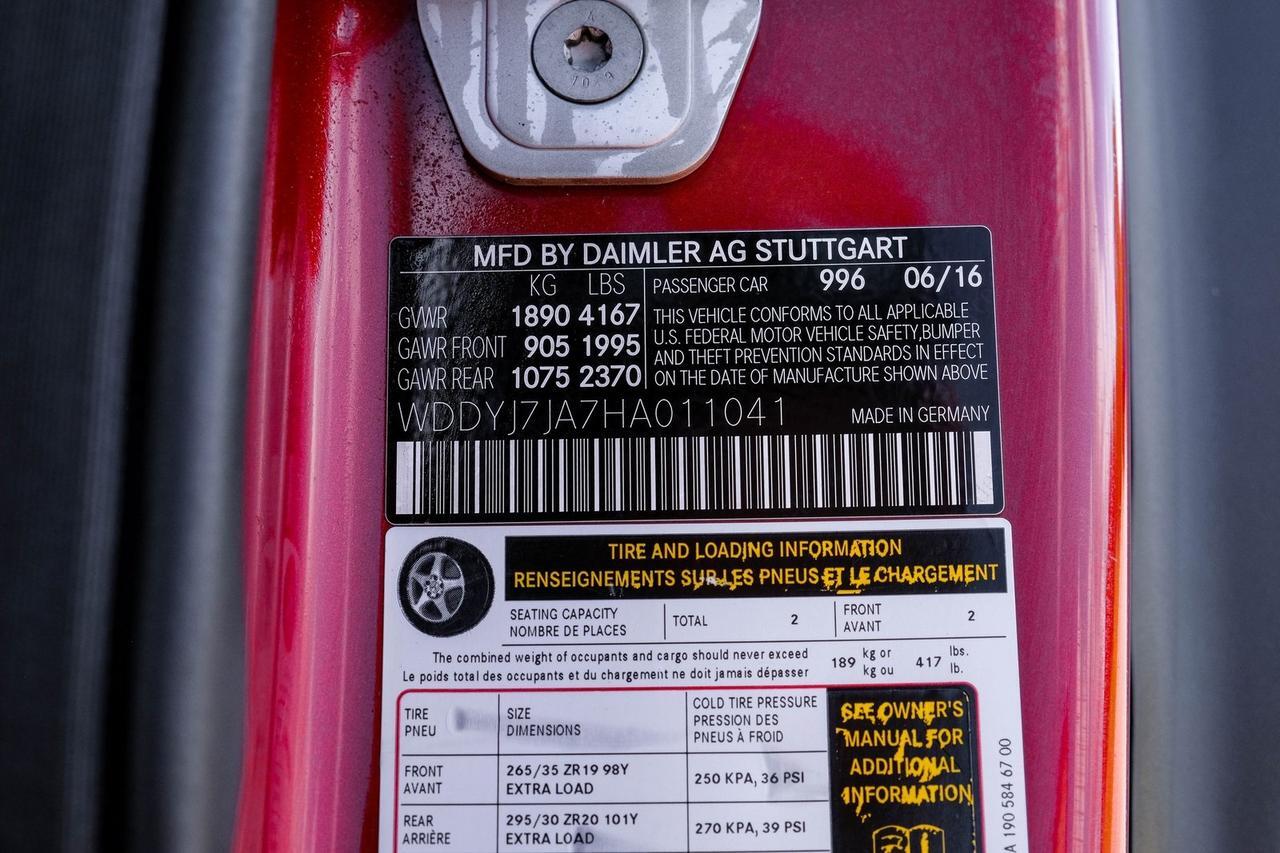 A
10 9
MFD BY DAIMLER AG STUTTGART
KG LBS
GVWR 1890 4167
GAWR FRONT 905 1995
GAWR REAR 1075 2370
PASSENGER CAR 996 06/16
THIS VEHICLE CONFORMS TO ALL APPLICABLE
U.S. FEDERAL MOTOR VEHICLE SAFETY,BUMPER
AND THEFT PREVENTION STANDARDS IN EFFECT
ON THE DATE OF MANUFACTURE SHOWN ABOVE
WDDYJ7JA7HA011041 MADE IN GERMANY
TIRE AND LOADING INFORMATION
RENSEIGNEMENTS SUR LES PNEUS ET LE CHARGEMENT
SEATING CAPACITY
NOMBRE DE PLACES
TOTAL 2
FRONT
AVANT
2
The combined weight of occupants and cargo should never exceed
Le poids total des occupants et du chargement ne doit jamais dépasser
189 kg or
kg ou
417 lbs.
lb.
TIRE
PNEU
SIZE
DIMENSIONS
COLD TIRE PRESSURE
PRESSION DES
PNEUS À FROID
FRONT
AVANT
265/35 ZR19 98Y
EXTRA LOAD
250 KPA, 36 PSI
REAR
ARRIÈRE
295/30 ZR20 101Y
EXTRA LOAD
270 KPA, 39 PSI
SEE OWNER'S
MANUAL FOR
ADDITIONAL
INFORMATION
A 190 584 67 00